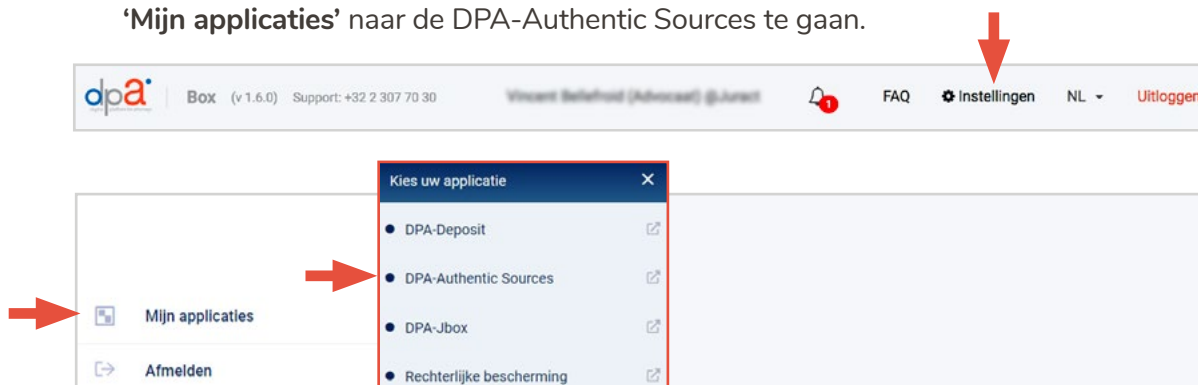 ‘Mijn applicaties’ naar de DPA-Authentic Sources te gaan.
dpa Box (v 1.6.0) Support: +32 2 307 70 30 1 FAQ Instellingen NL Uitloggen
Kies uw applicatie
DPA-Deposit
DPA-Authentic Sources
Mijn applicaties
DPA-Jbox
Afmelden
Rechterlijke bescherming